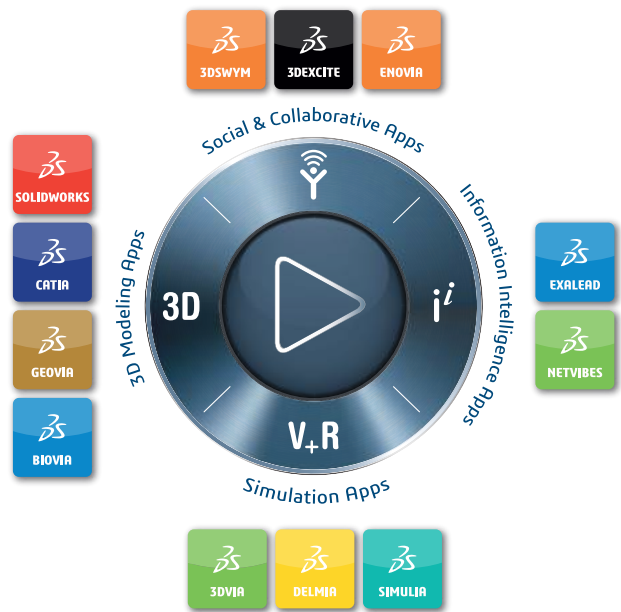 3DSWYM
3DEXCITE
ENOVIA
Social & Collaborative Apps
SOLIDWORKS
CATIA
GEOVIA
BIOVIA
3D Modeling Apps
3D
i i
V+R
Information Intelligence Apps
EXALEAD
NETVIBES
Simulation Apps
3DVIA
DELMIA
SIMULIA